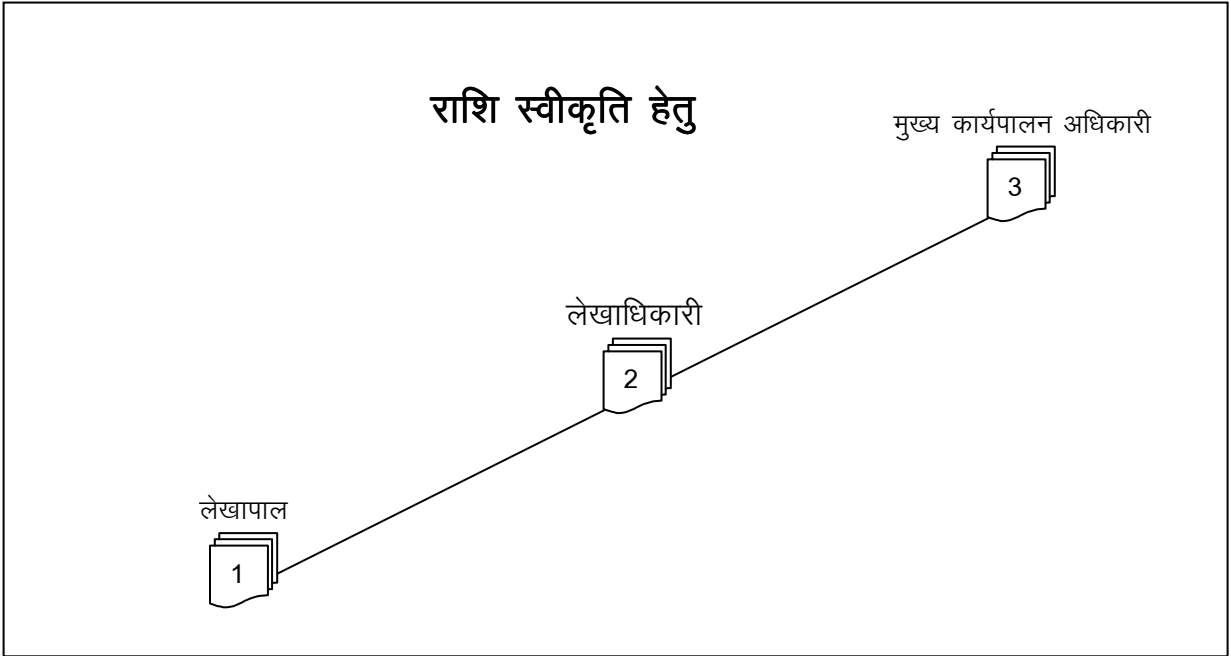 राशि स्वीकृति हेतु
मुख्य कार्यपालन अधिकारी
3
लेखाधिकारी
2
लेखापाल
1